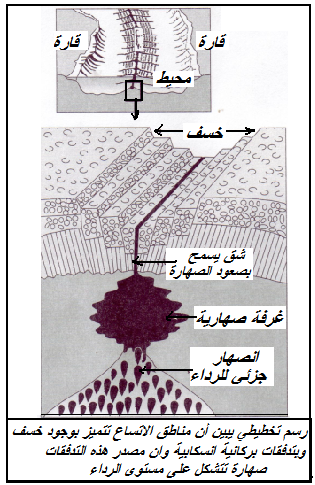 قارة
قارة
محيط
خسف
شق يسمح
بصعود الصهارة
غرفة صهارية
انصهار
جزئي للرداء
رسم تخطيطي يبين أن مناطق الاتساع تتميز بوجود خسف
وبتدفقات بركانية انسكابية وان مصدر هذه التدفقات
صهارة تتشكل على مستوى الرداء